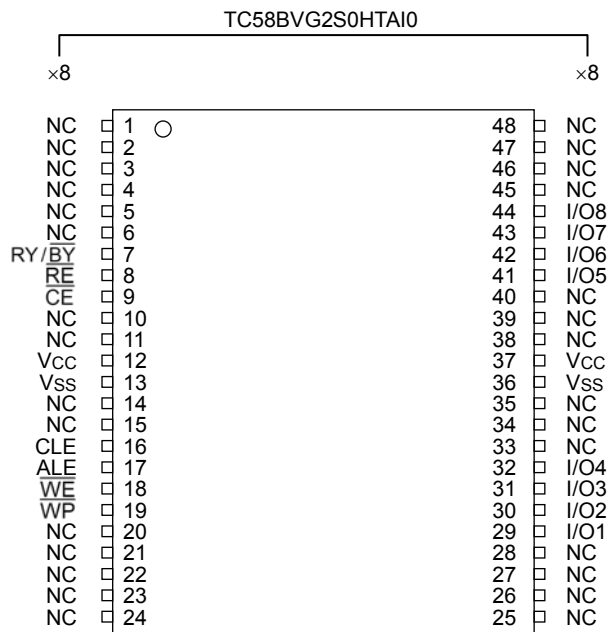 TC58BVG2S0HTAI0
×8 ×8
NC 1 48 NC
NC 2 47 NC
NC 3 46 NC
NC 4 45 NC
NC 5 44 I/O8
NC 6 43 I/O7
RY/B̅Y̅ 7 42 I/O6
R̅E̅ 8 41 I/O5
C̅E̅ 9 40 NC
NC 10 39 NC
NC 11 38 NC
VCC 12 37 VCC
VSS 13 36 VSS
NC 14 35 NC
NC 15 34 NC
CLE 16 33 NC
ALE 17 32 I/O4
W̅E̅ 18 31 I/O3
W̅P̅ 19 30 I/O2
NC 20 29 I/O1
NC 21 28 NC
NC 22 27 NC
NC 23 26 NC
NC 24 25 NC